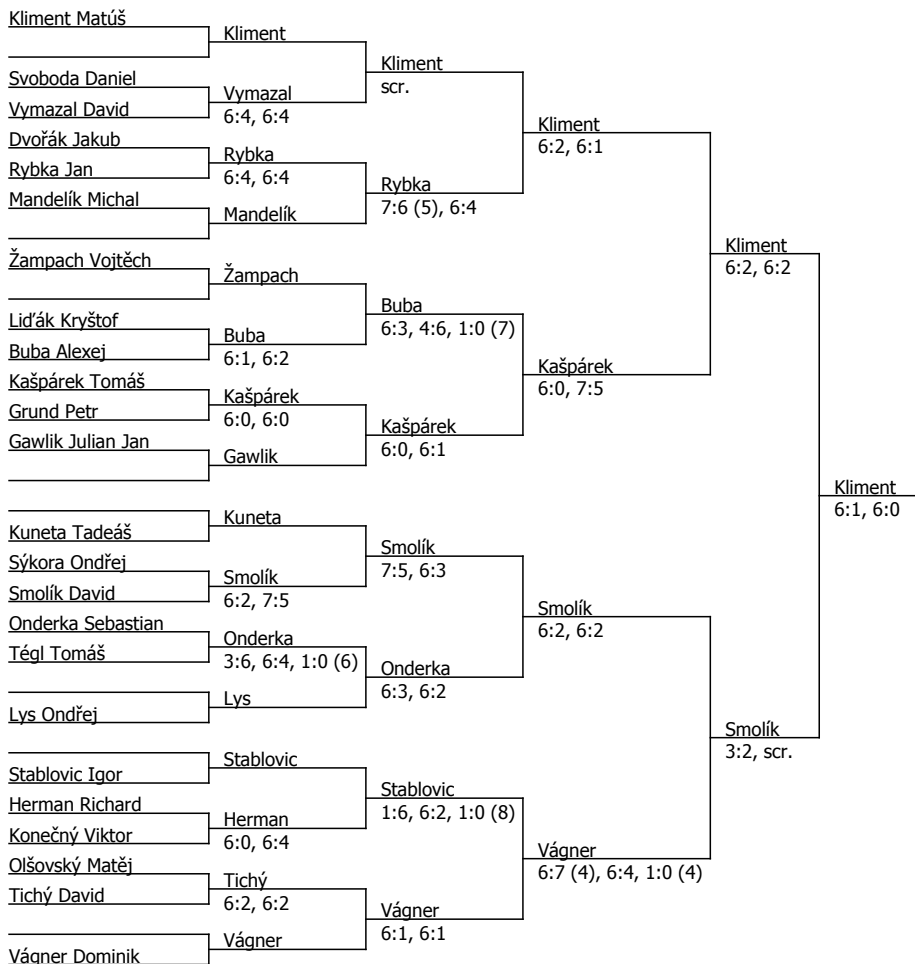 Kliment Matúš
Svoboda Daniel
Vymazal David
Dvořák Jakub
Rybka Jan
Mandelík Michal
Žampach Vojtěch
Liďák Kryštof
Buba Alexej
Kašpárek Tomáš
Grund Petr
Gawlik Julian Jan
Kuneta Tadeáš
Sýkora Ondřej
Smolík David
Onderka Sebastian
Tégl Tomáš
Lys Ondřej
Stablovic Igor
Herman Richard
Konečný Viktor
Olšovský Matěj
Tichý David
Vágner Dominik
Kliment
Vymazal
6:4, 6:4
Rybka
6:4, 6:4
Mandelík
Žampach
Buba
6:1, 6:2
Kašpárek
6:0, 6:0
Gawlik
Kuneta
Smolík
6:2, 7:5
Onderka
3:6, 6:4, 1:0 (6)
Lys
Stablovic
Herman
6:0, 6:4
Tichý
6:2, 6:2
Vágner
Kliment
scr.
Rybka
7:6 (5), 6:4
Buba
6:3, 4:6, 1:0 (7)
Kašpárek
6:0, 6:1
Smolík
7:5, 6:3
Onderka
6:3, 6:2
Stablovic
1:6, 6:2, 1:0 (8)
Vágner
6:1, 6:1
Kliment
6:2, 6:1
Kašpárek
6:0, 7:5
Smolík
6:2, 6:2
Vágner
6:7 (4), 6:4, 1:0 (4)
Kliment
6:2, 6:2
Smolík
3:2, scr.
Kliment
6:1, 6:0